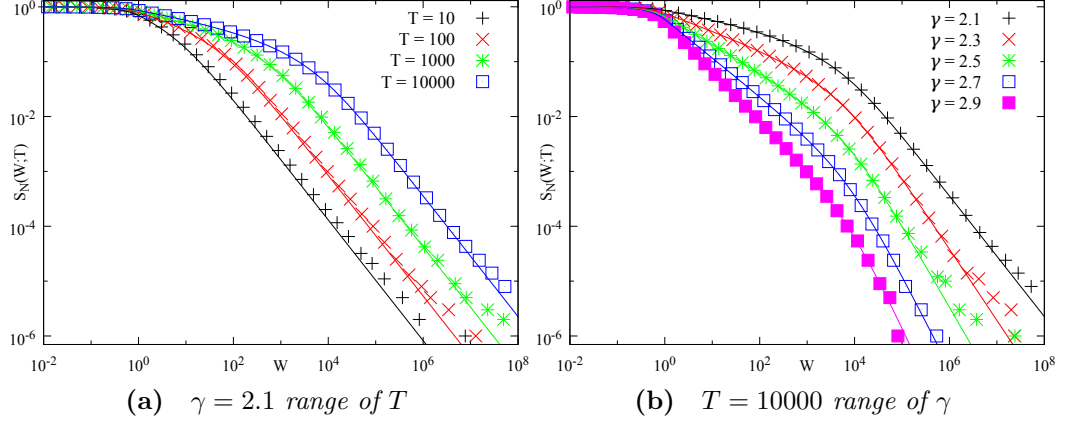 T = 10
T = 100
T = 1000
T = 10000
S_N(W;T)
10^0
10^-2
10^-4
10^-6
10^-2
10^0
10^2
W
10^4
10^6
10^8
(a) γ = 2.1 range of T
γ = 2.1
γ = 2.3
γ = 2.5
γ = 2.7
γ = 2.9
S_N(W;T)
10^0
10^-2
10^-4
10^-6
10^-2
10^0
10^2
W
10^4
10^6
10^8
(b) T = 10000 range of γ